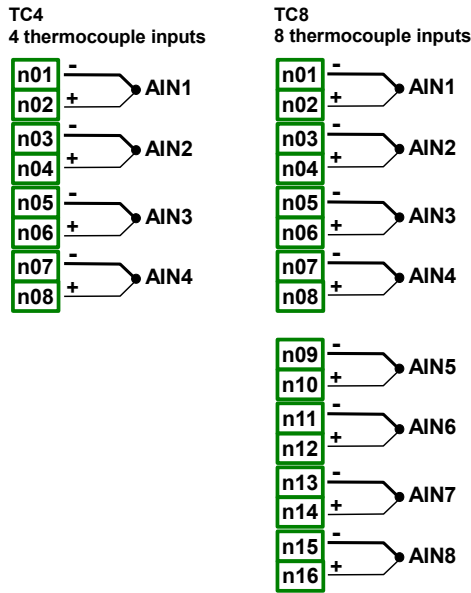 TC4
4 thermocouple inputs
n01 - AIN1
n02 +
n03 - AIN2
n04 +
n05 - AIN3
n06 +
n07 - AIN4
n08 +
TC8
8 thermocouple inputs
n01 - AIN1
n02 +
n03 - AIN2
n04 +
n05 - AIN3
n06 +
n07 - AIN4
n08 +
n09 - AIN5
n10 +
n11 - AIN6
n12 +
n13 - AIN7
n14 +
n15 - AIN8
n16 +